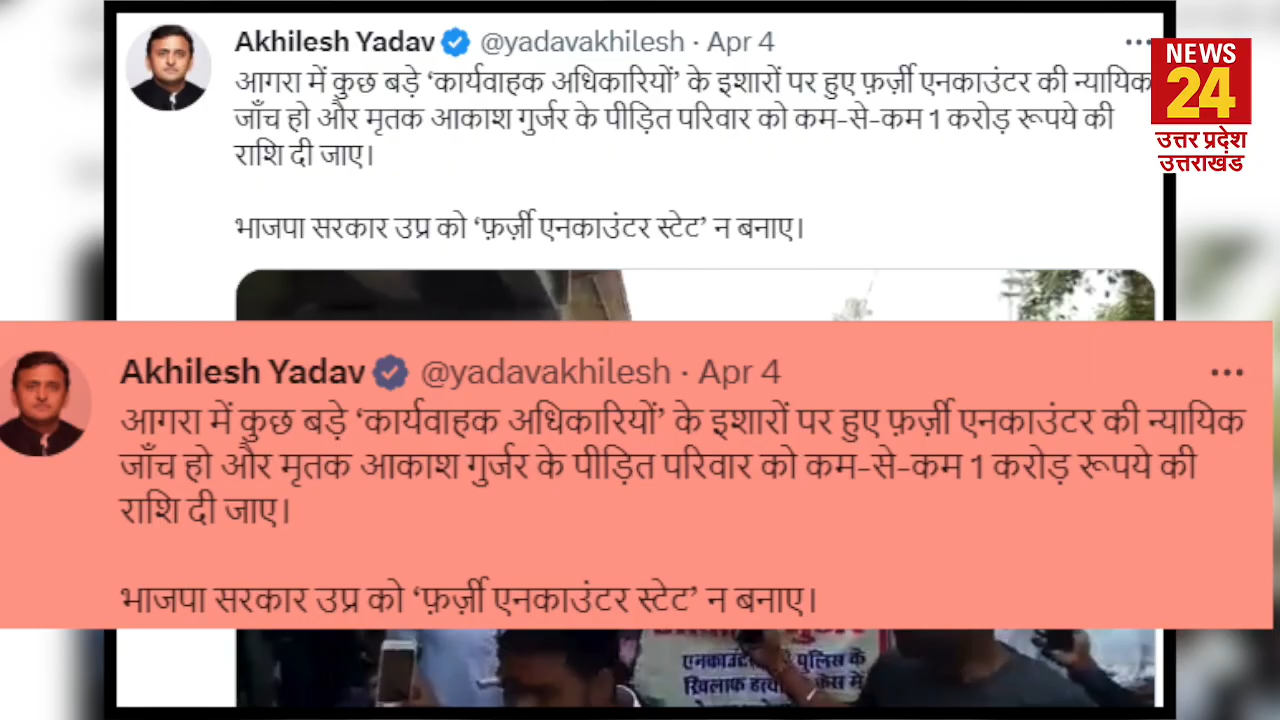 Akhilesh Yadav @yadavakhilesh · Apr 4
आगरा में कुछ बड़े ‘कार्यवाहक अधिकारियों’ के इशारों पर हुए फ़र्ज़ी एनकाउंटर की न्यायिक
जाँच हो और मृतक आकाश गुर्जर के पीड़ित परिवार को कम-से-कम 1 करोड़ रूपये की
राशि दी जाए।
भाजपा सरकार उप्र को ‘फ़र्ज़ी एनकाउंटर स्टेट’ न बनाए।
NEWS
24
उत्तर प्रदेश
उत्तराखंड
Akhilesh Yadav @yadavakhilesh · Apr 4
आगरा में कुछ बड़े ‘कार्यवाहक अधिकारियों’ के इशारों पर हुए फ़र्ज़ी एनकाउंटर की न्यायिक
जाँच हो और मृतक आकाश गुर्जर के पीड़ित परिवार को कम-से-कम 1 करोड़ रूपये की
राशि दी जाए।
भाजपा सरकार उप्र को ‘फ़र्ज़ी एनकाउंटर स्टेट’ न बनाए।
पुलिस के
खिलाफ केस में